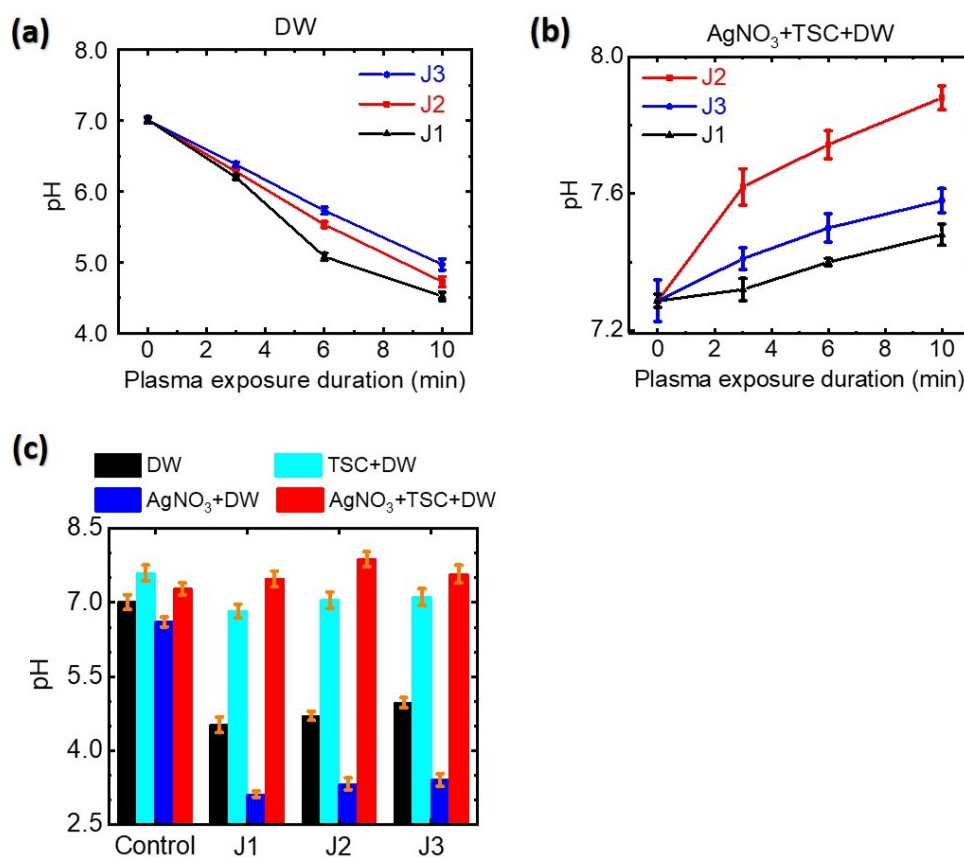 (a)
DW
8.0
7.0
6.0
5.0
4.0
pH
J3
J2
J1
0 2 4 6 8 10
Plasma exposure duration (min)
(b)
AgNO₃+TSC+DW
8.0
7.6
7.2
pH
J2
J3
J1
0 2 4 6 8 10
Plasma exposure duration (min)
(c)
DW TSC+DW
AgNO₃+DW AgNO₃+TSC+DW
8.5
7.0
5.5
4.0
2.5
pH
Control J1 J2 J3